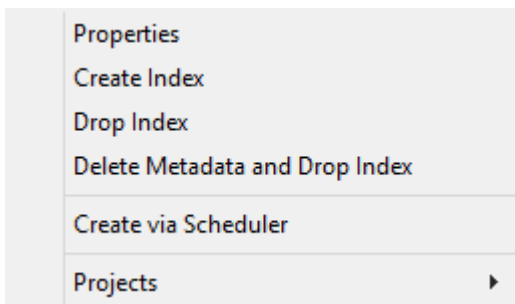 Properties
Create Index
Drop Index
Delete Metadata and Drop Index
Create via Scheduler
Projects